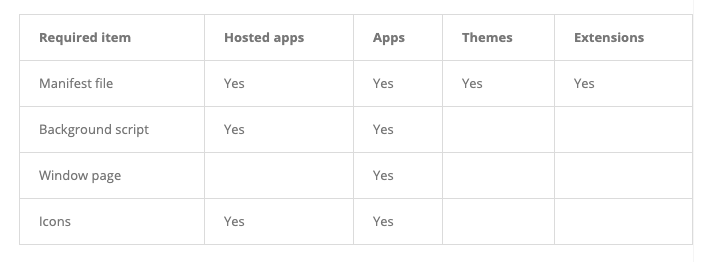 Required item Hosted apps Apps Themes Extensions
Manifest file Yes Yes Yes Yes
Background script Yes Yes
Window page Yes
Icons Yes Yes